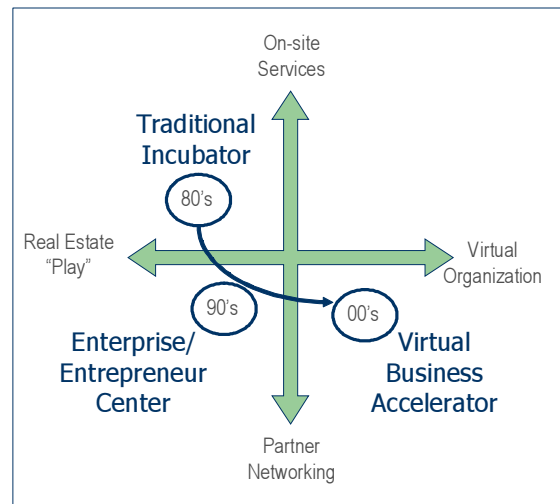 On-site
Services
Traditional
Incubator
80's
Real Estate
“Play”
Virtual
Organization
90's
00's
Enterprise/
Entrepreneur
Center
Virtual
Business
Accelerator
Partner
Networking